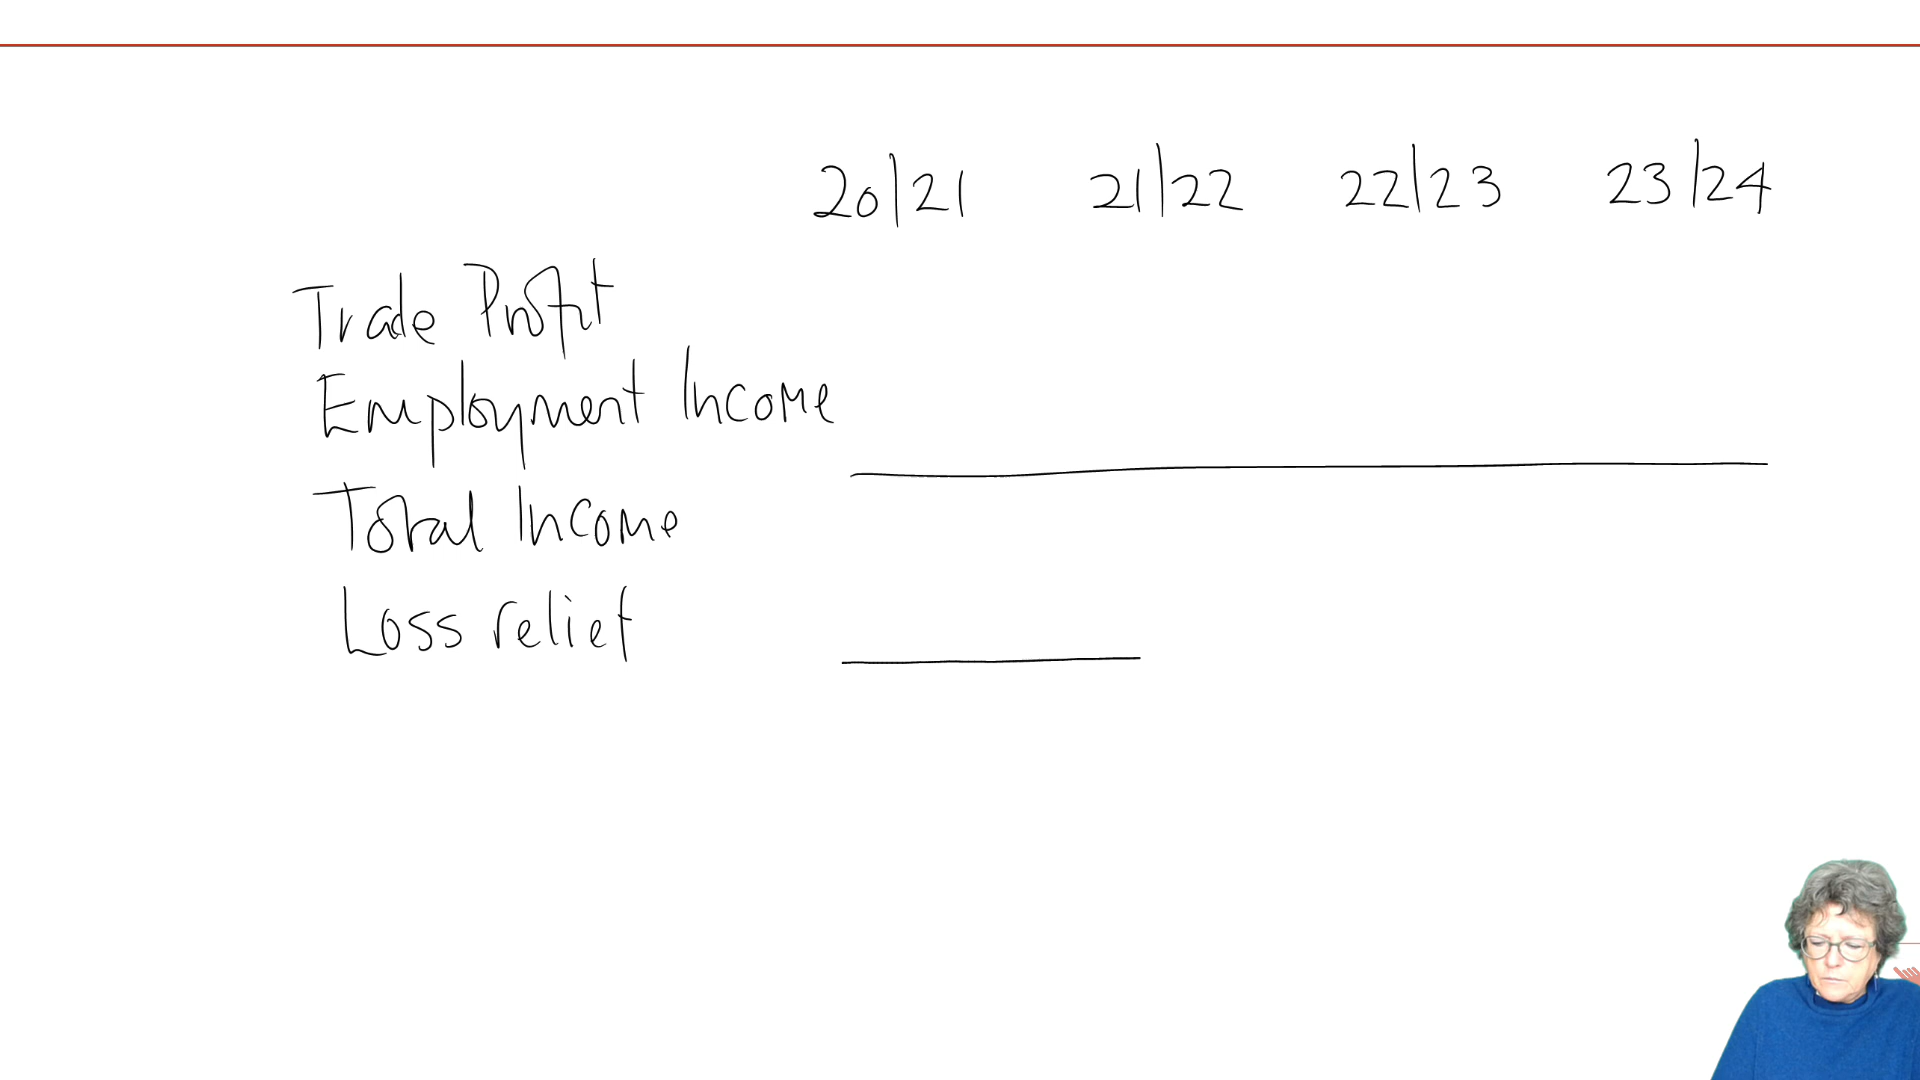 20/21 21/22 22/23 23/24
Trade Profit
Employment Income
Total Income
Loss relief